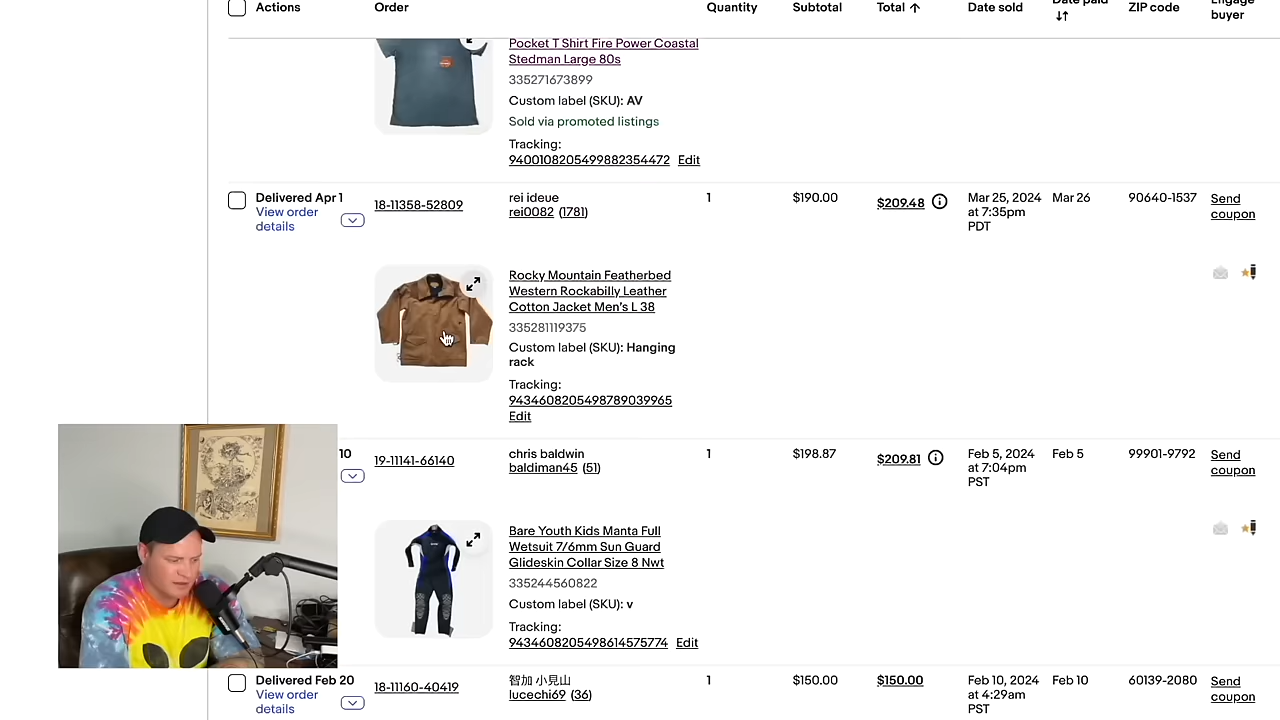 Actions
Order
Quantity
Subtotal
Total ↑
Date sold
Date paid
ZIP code
Engage
buyer
Pocket T Shirt Fire Power Coastal
Stedman Large 80s
335271673899
Custom label (SKU): AV
Sold via promoted listings
Tracking:
9400108205499882354472 Edit
Delivered Apr 1
View order
details
18-11358-52809
rei ideue
rei0082 (1781)
1
$190.00
$209.48
Mar 25, 2024
at 7:35pm
PDT
Mar 26
90640-1537
Send
coupon
Rocky Mountain Featherbed
Western Rockabilly Leather
Cotton Jacket Men's L 38
335281119375
Custom label (SKU): Hanging
rack
Tracking:
9434608205498789039965
Edit
10
19-11141-66140
chris baldwin
baldiman45 (51)
1
$198.87
$209.81
Feb 5, 2024
at 7:04pm
PST
Feb 5
99901-9792
Send
coupon
Bare Youth Kids Manta Full
Wetsuit 7/6mm Sun Guard
Glideskin Collar Size 8 Nwt
335244560822
Custom label (SKU): v
Tracking:
9434608205498614575774 Edit
Delivered Feb 20
View order
details
18-11160-40419
智加 小見山
lucechi69 (36)
1
$150.00
$150.00
Feb 10, 2024
at 4:29am
PST
Feb 10
60139-2080
Send
coupon